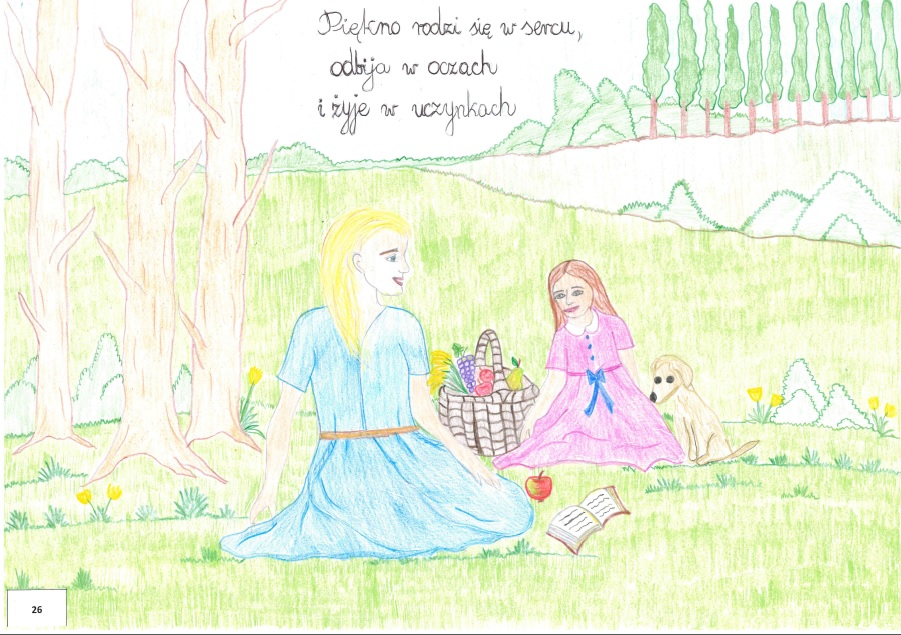 Piękno rodzi się w sercu,
odbija w oczach
i żyje w uczynkach
26